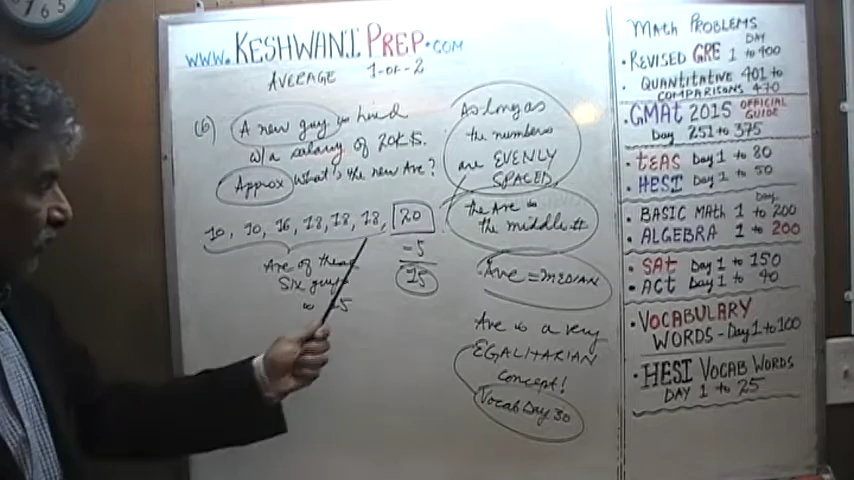 www.KESHWANI PREP.COM
AVERAGE 1-of-2
(6) A new guy is hired
w/a salary of 20K$.
Approx What's the new Ave?
10, 10, 16, 18, 18, 18, 20
-5
15
Ave of these
six guys
is 15
As long as
the numbers
are EVENLY
SPACED
the Ave is
the middle #
Ave = MEDIAN
Ave is a very
EGALITARIAN
concept!
Vocab Day 30
MATH PROBLEMS
DAY
• REVISED GRE 1 to 400
• QUANTITATIVE 401 to
COMPARISONS 470
• GMAT 2015 OFFICIAL
GUIDE
Day 251 to 375
• TEAS Day 1 to 80
• HESI Day 1 to 50
Day
• BASIC MATH 1 to 200
• ALGEBRA 1 to 200
• SAT Day 1 to 150
• ACT Day 1 to 40
• VOCABULARY
WORDS - Day 1 to 100
• HESI VOCAB WORDS
DAY 1 to 25
7 6 5